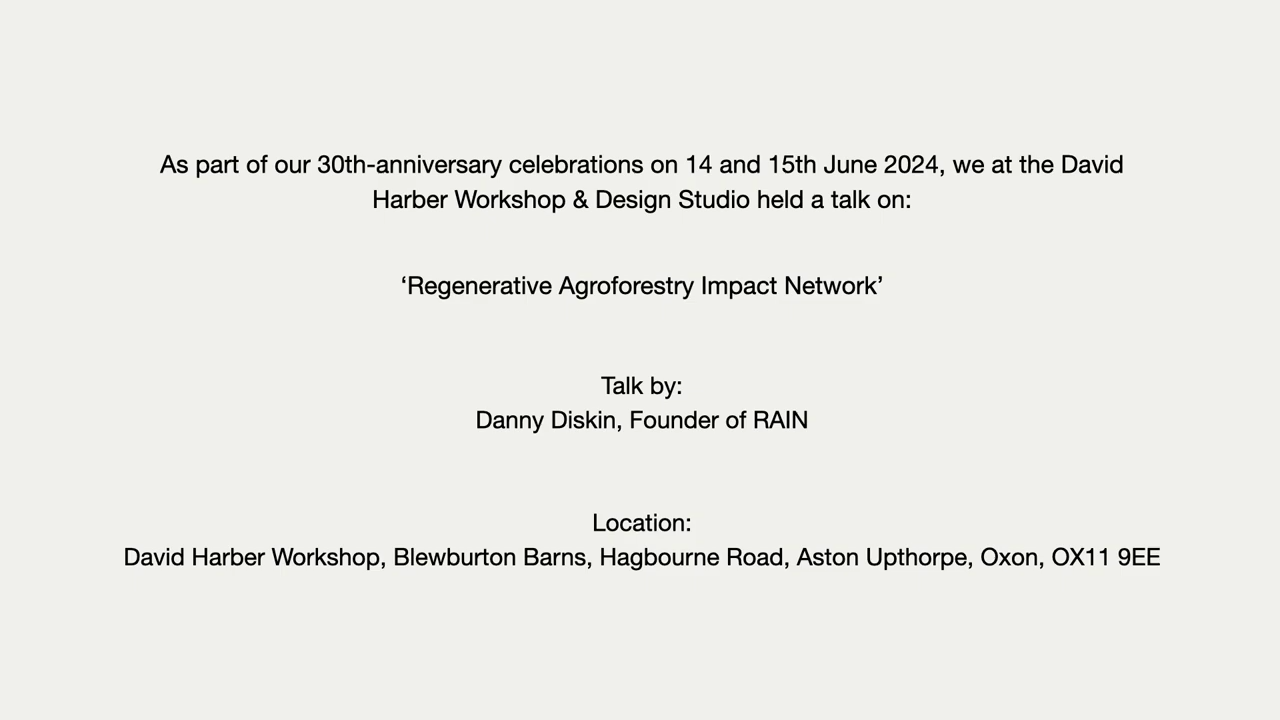 As part of our 30th-anniversary celebrations on 14 and 15th June 2024, we at the David
Harber Workshop & Design Studio held a talk on:
‘Regenerative Agroforestry Impact Network’
Talk by:
Danny Diskin, Founder of RAIN
Location:
David Harber Workshop, Blewburton Barns, Hagbourne Road, Aston Upthorpe, Oxon, OX11 9EE